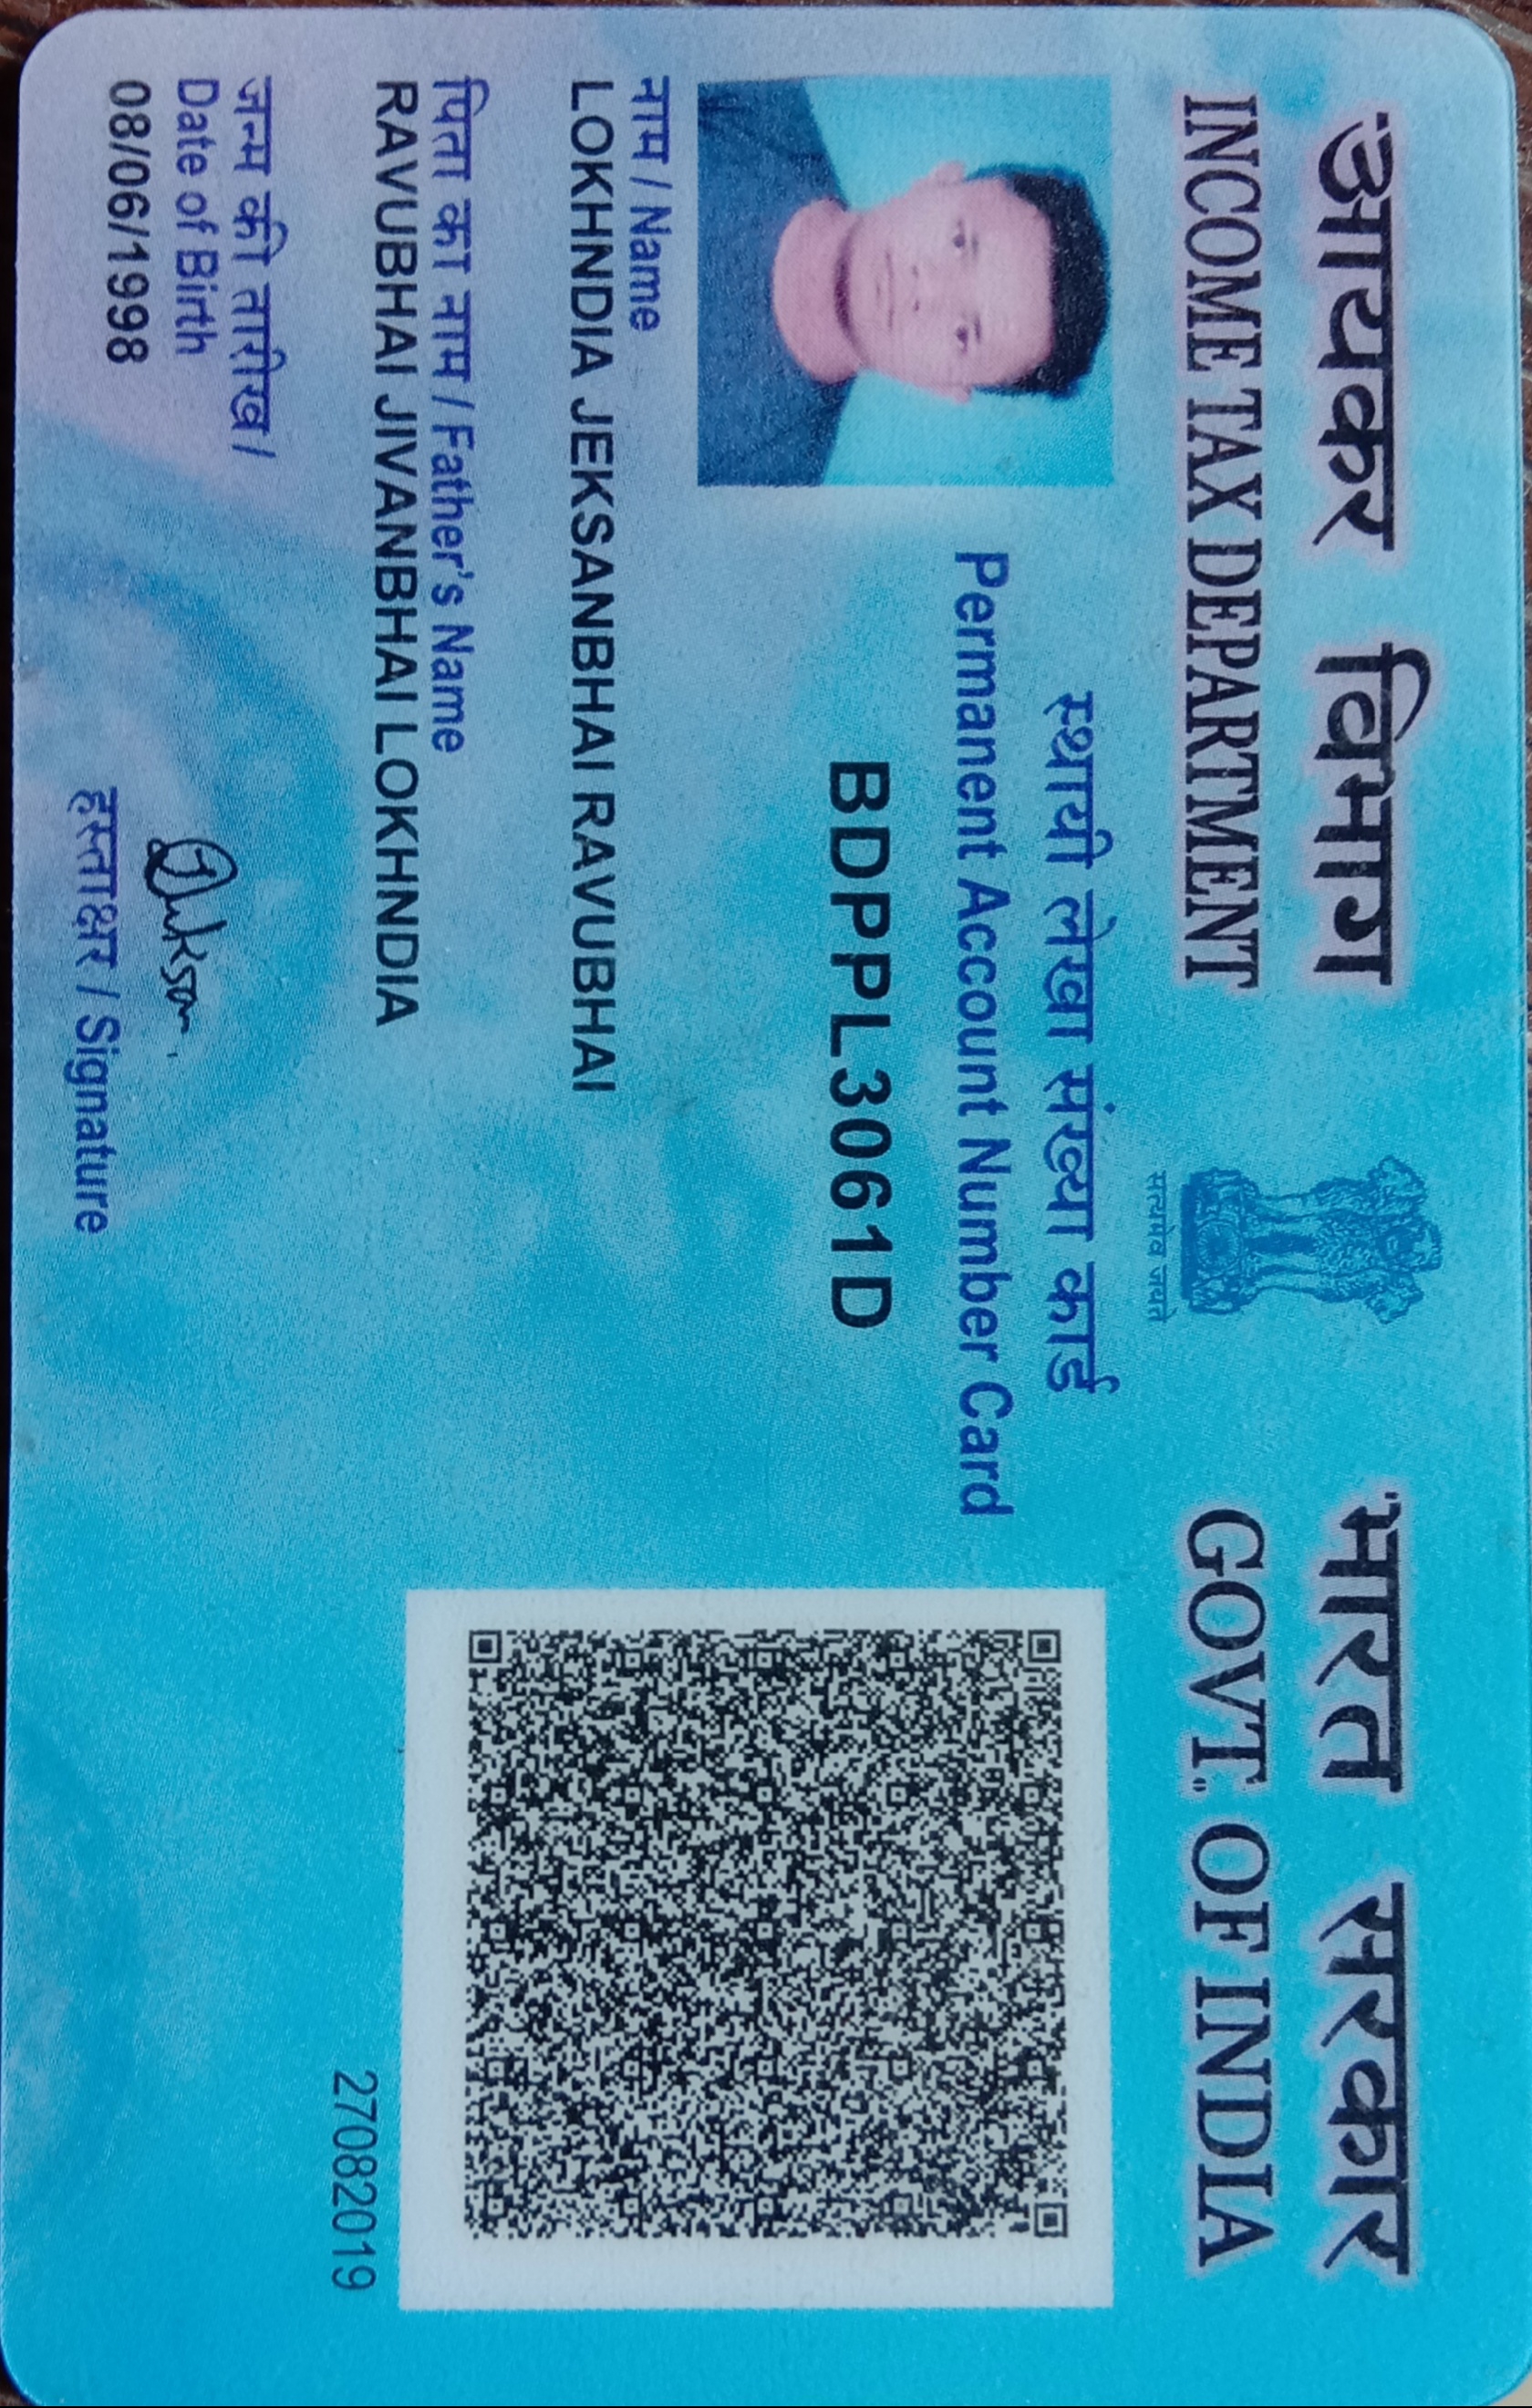 आयकर विभाग
INCOME TAX DEPARTMENT
सत्यमेव जयते
भारत सरकार
GOVT. OF INDIA
स्थायी लेखा संख्या कार्ड
Permanent Account Number Card
BDPPL3061D
नाम / Name
LOKHNDIA JEKSANBHAI RAVUBHAI
पिता का नाम / Father's Name
RAVUBHAI JIVANBHAI LOKHNDIA
जन्म की तारीख /
Date of Birth
08/06/1998
हस्ताक्षर / Signature
27082019